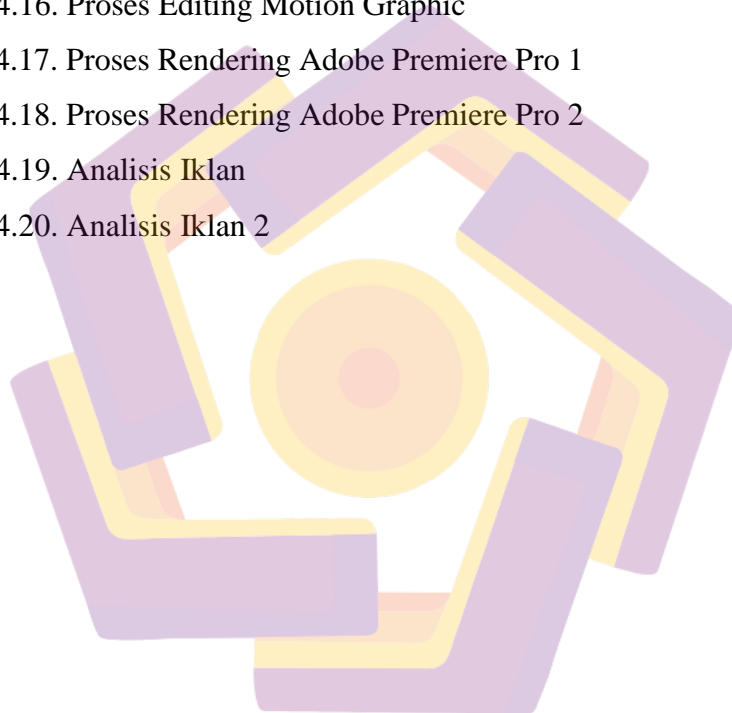 4.16. Proses Editing Motion Graphic
4.17. Proses Rendering Adobe Premiere Pro 1
4.18. Proses Rendering Adobe Premiere Pro 2
4.19. Analisis Iklan
4.20. Analisis Iklan 2